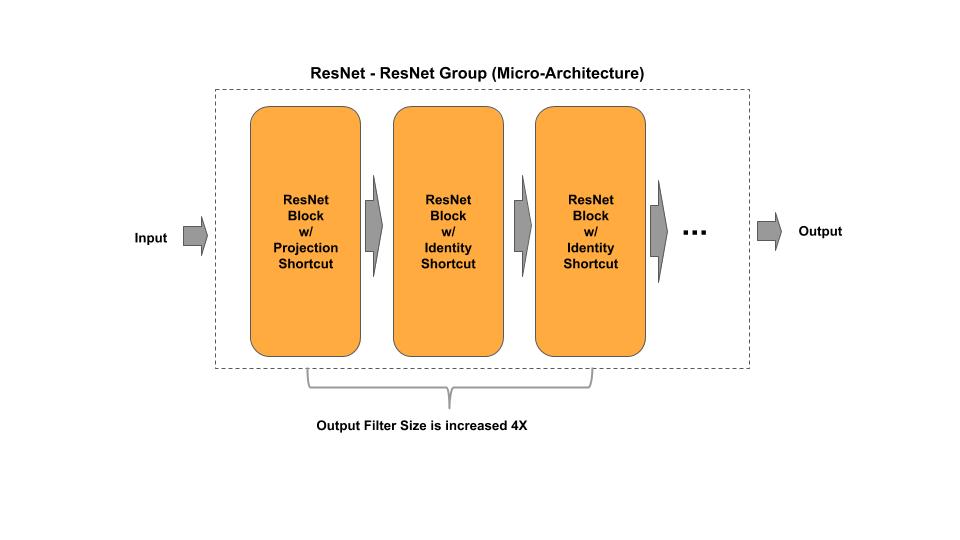 ResNet - ResNet Group (Micro-Architecture)
ResNet
Block
w/
Projection
Shortcut
ResNet
Block
w/
Identity
Shortcut
ResNet
Block
w/
Identity
Shortcut
...
Input
Output
Output Filter Size is increased 4X